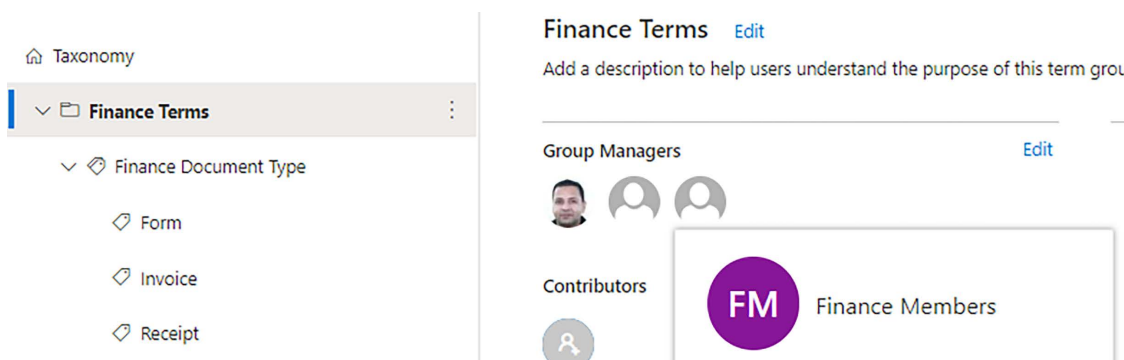 Taxonomy
Finance Terms
Finance Document Type
Form
Invoice
Receipt
Finance Terms Edit
Add a description to help users understand the purpose of this term grou
Group Managers Edit
Contributors
FM Finance Members